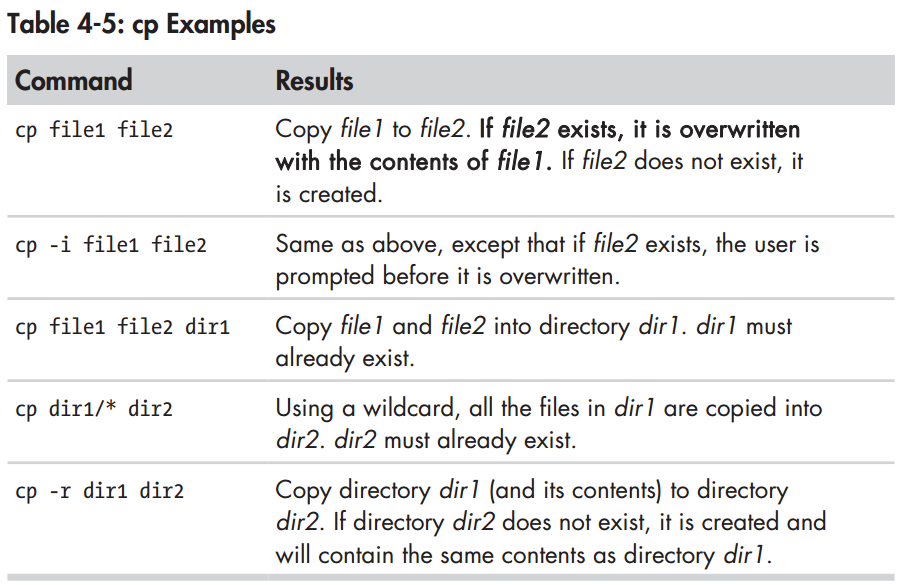 Table 4-5: cp Examples
Command Results
cp file1 file2 Copy file1 to file2. If file2 exists, it is overwritten
with the contents of file1. If file2 does not exist, it
is created.
cp -i file1 file2 Same as above, except that if file2 exists, the user is
prompted before it is overwritten.
cp file1 file2 dir1 Copy file1 and file2 into directory dir1. dir1 must
already exist.
cp dir1/* dir2 Using a wildcard, all the files in dir1 are copied into
dir2. dir2 must already exist.
cp -r dir1 dir2 Copy directory dir1 (and its contents) to directory
dir2. If directory dir2 does not exist, it is created and
will contain the same contents as directory dir1.